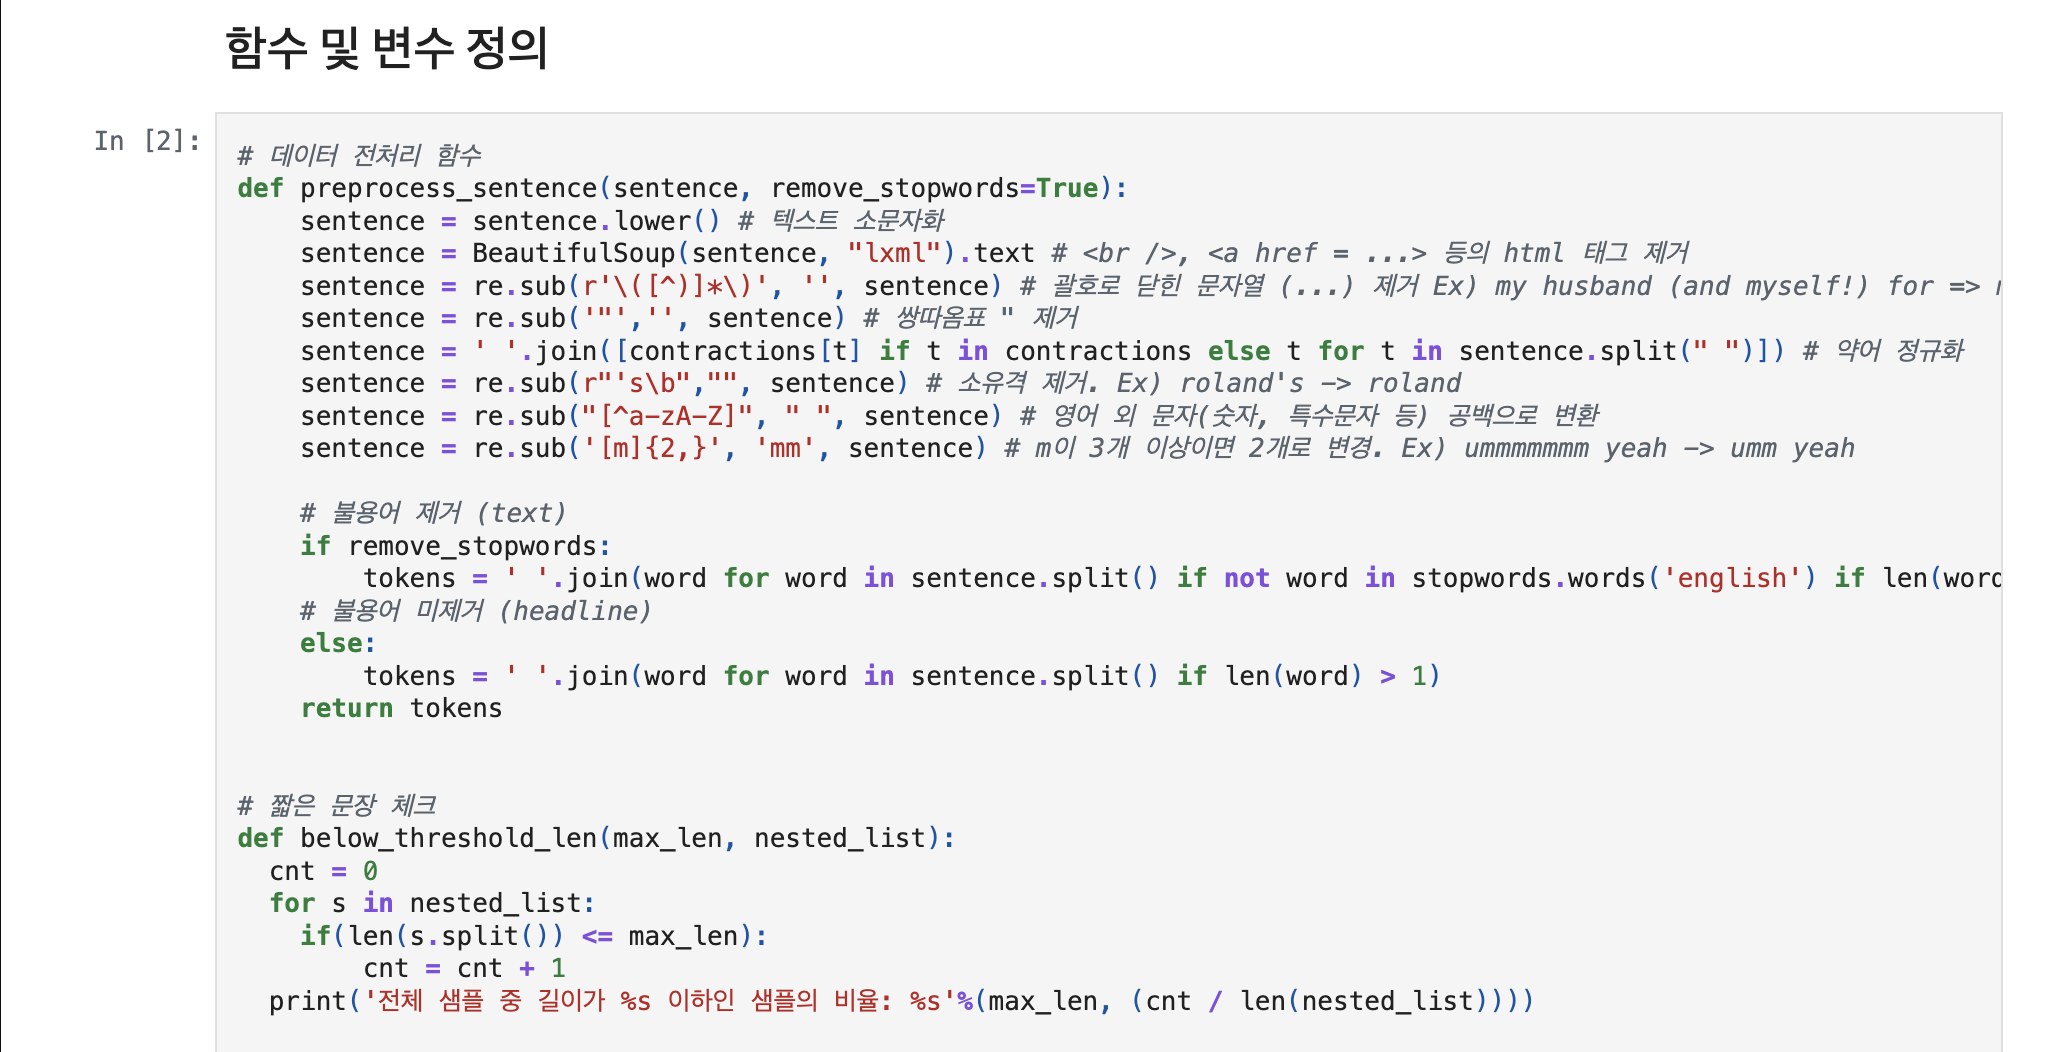 함수 및 변수 정의
In [2]:
# 데이터 전처리 함수
def preprocess_sentence(sentence, remove_stopwords=True):
    sentence = sentence.lower() # 텍스트 소문자화
    sentence = BeautifulSoup(sentence, "lxml").text # <br />, <a href = ...> 등의 html 태그 제거
    sentence = re.sub(r'\([^)]*\)', '', sentence) # 괄호로 닫힌 문자열 (...) 제거 Ex) my husband (and myself!) for =>
    sentence = re.sub('"','', sentence) # 쌍따옴표 " 제거
    sentence = ' '.join([contractions[t] if t in contractions else t for t in sentence.split(" ")]) # 약어 정규화
    sentence = re.sub(r"'s\b","", sentence) # 소유격 제거. Ex) roland's -> roland
    sentence = re.sub("[^a-zA-Z]", " ", sentence) # 영어 외 문자(숫자, 특수문자 등) 공백으로 변환
    sentence = re.sub('[m]{2,}', 'mm', sentence) # m이 3개 이상이면 2개로 변경. Ex) ummmmmmm yeah -> umm yeah
    # 불용어 제거 (text)
    if remove_stopwords:
        tokens = ' '.join(word for word in sentence.split() if not word in stopwords.words('english') if len(word
    # 불용어 미제거 (headline)
    else:
        tokens = ' '.join(word for word in sentence.split() if len(word) > 1)
    return tokens
# 짧은 문장 체크
def below_threshold_len(max_len, nested_list):
  cnt = 0
  for s in nested_list:
    if(len(s.split()) <= max_len):
        cnt = cnt + 1
  print('전체 샘플 중 길이가 %s 이하인 샘플의 비율: %s'%(max_len, (cnt / len(nested_list))))